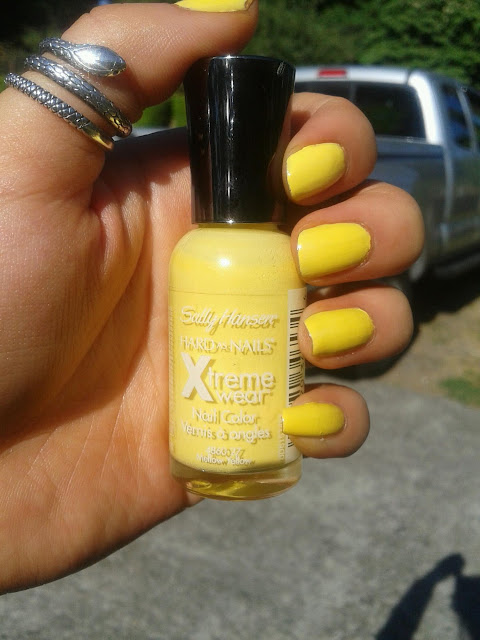 Sally Hansen
HARD AS NAILS
Xtreme
wear
Nail Color
Vernis à ongles